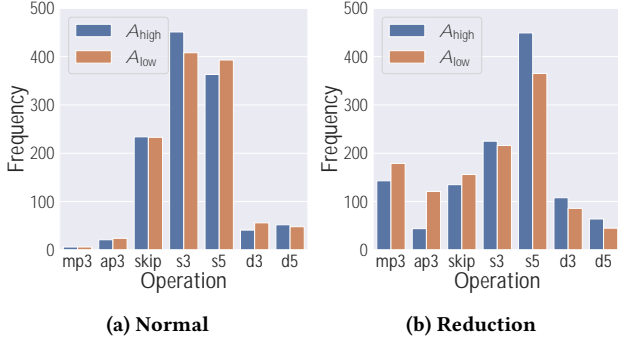 500
400
300
200
100
0
Frequency
A_high
A_low
mp3 ap3 skip s3 s5 d3 d5
Operation
(a) Normal
500
400
300
200
100
0
Frequency
A_high
A_low
mp3 ap3 skip s3 s5 d3 d5
Operation
(b) Reduction